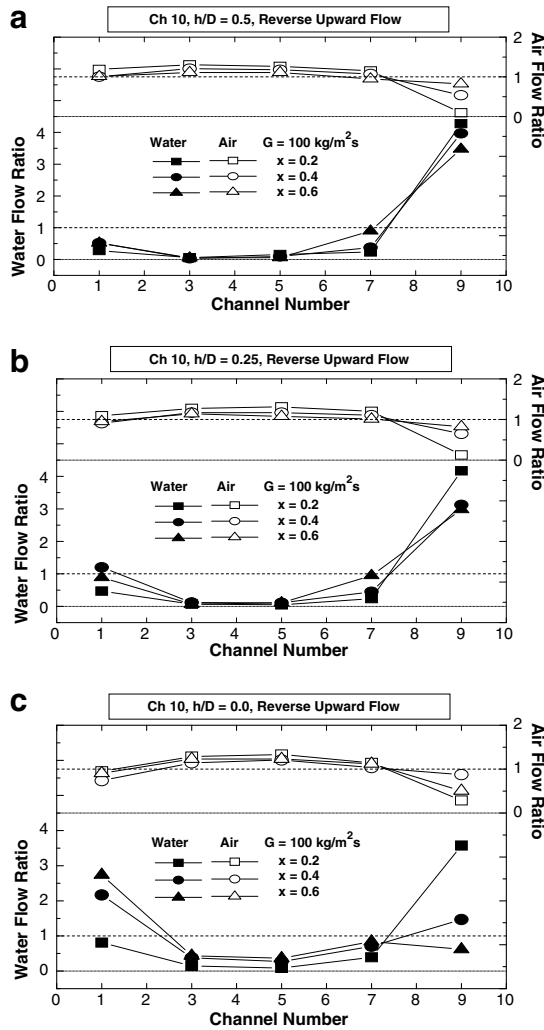 a
Ch 10, h/D = 0.5, Reverse Upward Flow
2
1
0
Air Flow Ratio
4
3
2
1
0
Water Flow Ratio
Water Air G = 100 kg/m²s
x = 0.2
x = 0.4
x = 0.6
0 1 2 3 4 5 6 7 8 9 10
Channel Number
b
Ch 10, h/D = 0.25, Reverse Upward Flow
2
1
0
Air Flow Ratio
4
3
2
1
0
Water Flow Ratio
Water Air G = 100 kg/m²s
x = 0.2
x = 0.4
x = 0.6
0 1 2 3 4 5 6 7 8 9 10
Channel Number
c
Ch 10, h/D = 0.0, Reverse Upward Flow
2
1
0
Air Flow Ratio
4
3
2
1
0
Water Flow Ratio
Water Air G = 100 kg/m²s
x = 0.2
x = 0.4
x = 0.6
0 1 2 3 4 5 6 7 8 9 10
Channel Number